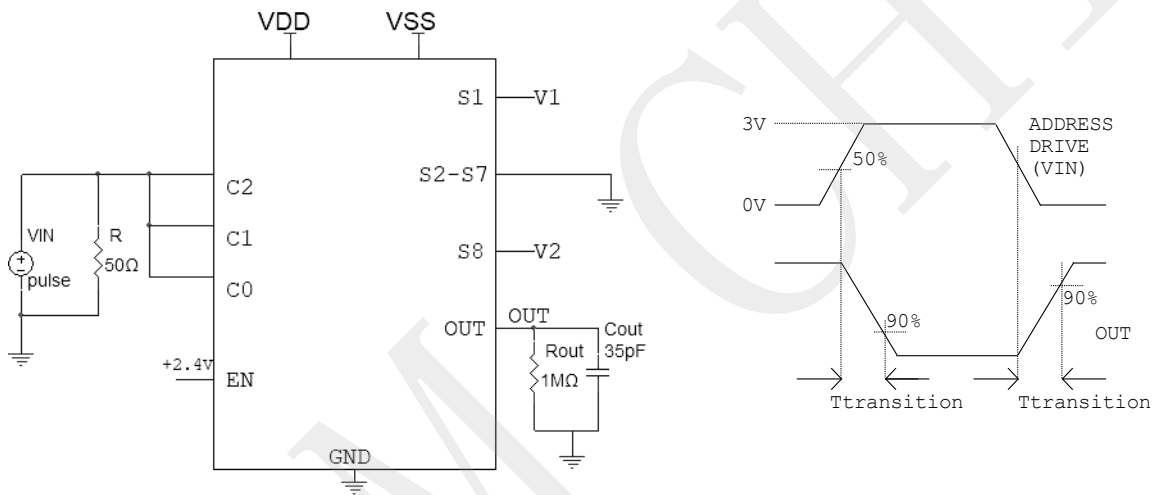 VDD
VSS
S1
V1
S2-S7
S8
V2
C2
C1
C0
VIN
pulse
R
50Ω
+2.4V
EN
OUT
OUT
Rout
1MΩ
Cout
35pF
GND
3V
0V
50%
ADDRESS
DRIVE
(VIN)
90%
90%
OUT
Ttransition
Ttransition